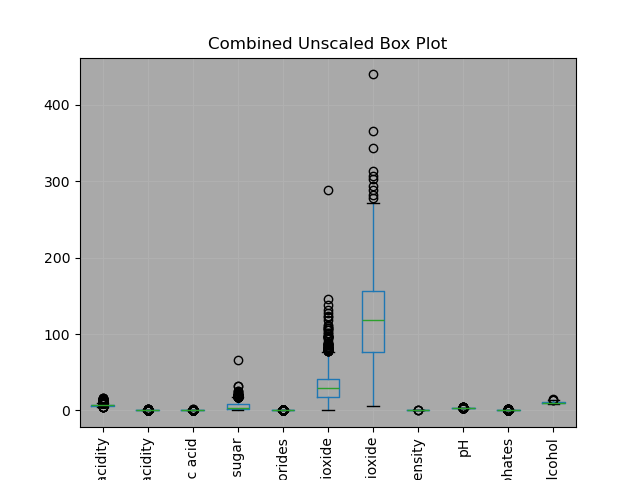 Combined Unscaled Box Plot
400
300
200
100
0
acidity
acidity
c acid
sugar
orides
ioxide
ioxide
ensity
pH
hates
lcohol